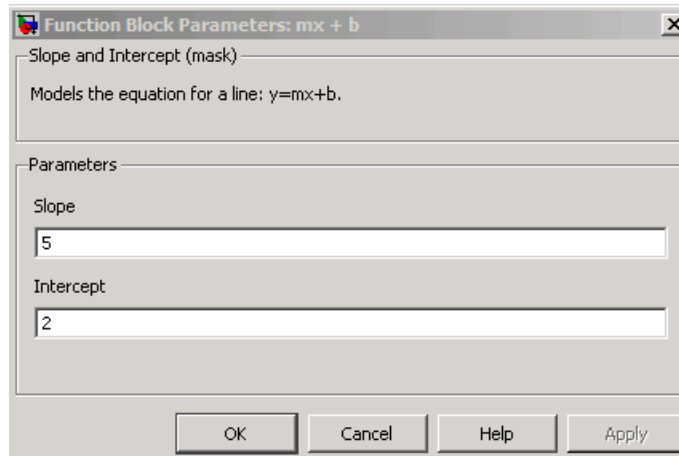 Function Block Parameters: mx + b
Slope and Intercept (mask)
Models the equation for a line: y=mx+b.
Parameters
Slope
5
Intercept
2
OK Cancel Help Apply